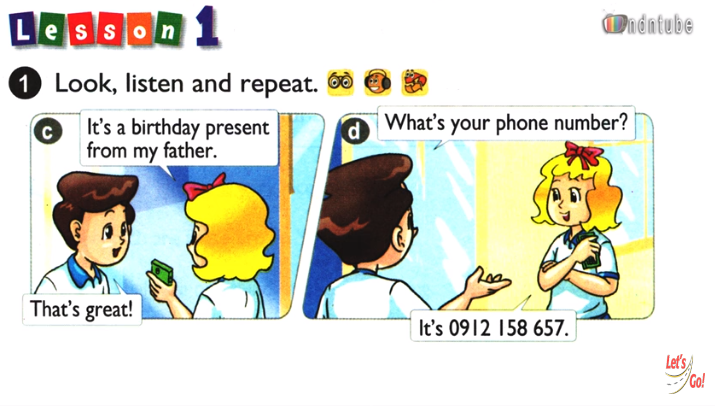 Lesson 1
ndntube
1 Look, listen and repeat.
c
It's a birthday present
from my father.
That's great!
d
What's your phone number?
It's 0912 158 657.
Let's
Go!